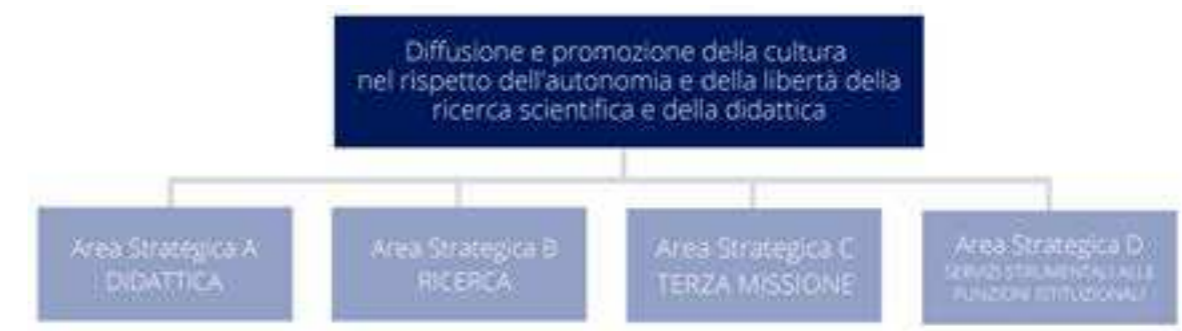 Diffusione e promozione della cultura
nel rispetto dell'autonomia e della libertà della
ricerca scientifica e della didattica
Area Strategica A
DIDATTICA
Area Strategica B
RICERCA
Area Strategica C
TERZA MISSIONE
Area Strategica D
SERVIZI STRUMENTALI ALLE
FUNZIONI ISTITUZIONALI